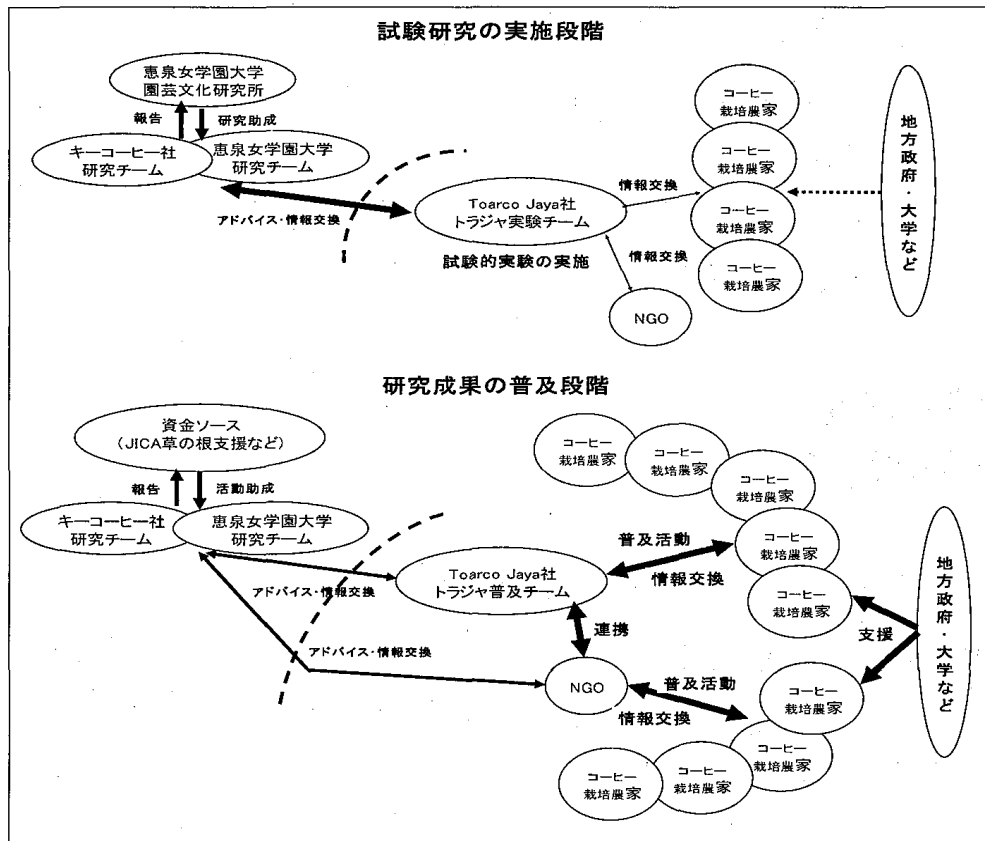 試験研究の実施段階
恵泉女学園大学
園芸文化研究所
報告
研究助成
キーコーヒー社
研究チーム
恵泉女学園大学
研究チーム
アドバイス・情報交換
Toarco Jaya社
トラジャ実験チーム
試験的実験の実施
情報交換
情報交換
NGO
コーヒー
栽培農家
コーヒー
栽培農家
コーヒー
栽培農家
コーヒー
栽培農家
地方政府・大学など
研究成果の普及段階
資金ソース
(JICA草の根支援など)
報告
活動助成
キーコーヒー社
研究チーム
恵泉女学園大学
研究チーム
アドバイス・情報交換
アドバイス・情報交換
Toarco Jaya社
トラジャ普及チーム
連携
NGO
普及活動
情報交換
普及活動
情報交換
コーヒー
栽培農家
コーヒー
栽培農家
コーヒー
栽培農家
コーヒー
栽培農家
コーヒー
栽培農家
コーヒー
栽培農家
コーヒー
栽培農家
コーヒー
栽培農家
コーヒー
栽培農家
支援
地方政府・大学など